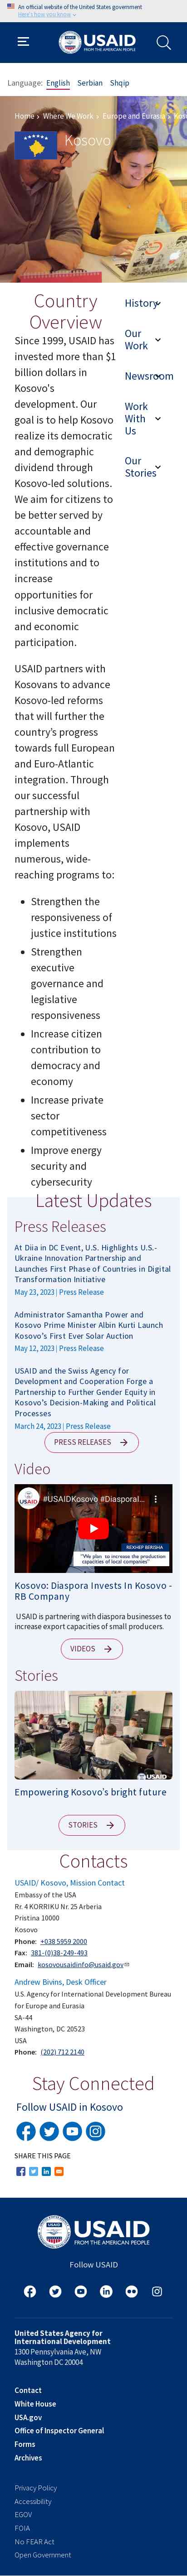 An official website of the United States government
Here's how you know
USAID
FROM THE AMERICAN PEOPLE
Language: English Serbian Shqip
Home > Where We Work > Europe and Eurasia >
Kosovo
Country
Overview
Since 1999, USAID has
invested more than $1
billion dollars in
Kosovo's
development. Our
goal is to help Kosovo
realize its democratic
and economic
dividend through
Kosovo-led solutions.
We aim for citizens to
be better served by
accountable and
effective governance
institutions and to
increase
opportunities for
inclusive democratic
and economic
participation.
USAID partners with
Kosovans to advance
Kosovo-led reforms
that will further the
country’s progress
towards full European
and Euro-Atlantic
integration. Through
our successful
partnership with
Kosovo, USAID
implements
numerous, wide-
reaching programs to:
• Strengthen the
responsiveness of
justice institutions
• Strengthen
executive
governance and
legislative
responsiveness
• Increase citizen
contribution to
democracy and
economy
• Increase private
sector
competitiveness
• Improve energy
security and
cybersecurity
History
Our
Work
Newsroom
Work
With
Us
Our
Stories
Latest Updates
Press Releases
At Diia in DC Event, U.S. Highlights U.S.-
Ukraine Innovation Partnership and
Launches First Phase of Countries in Digital
Transformation Initiative
May 23, 2023 | Press Release
Administrator Samantha Power and
Kosovo Prime Minister Albin Kurti Launch
Kosovo’s First Ever Solar Auction
May 12, 2023 | Press Release
USAID and the Swiss Agency for
Development and Cooperation Forge a
Partnership to Further Gender Equity in
Kosovo’s Decision-Making and Political
Processes
March 24, 2023 | Press Release
PRESS RELEASES
Video
USAID
#USAIDKosovo #Diasporal...
REXHEP BERISHA
"We plan to increase the production
capacities of local companies"
Kosovo: Diaspora Invests In Kosovo -
RB Company
USAID is partnering with small businesses to
increase export capacities of small producers.
VIDEOS
Stories
USAID
Empowering Kosovo’s bright future
STORIES
Contacts
USAID/ Kosovo, Mission Contact
Embassy of the USA
Rr. 4 KORRIKU Nr. 25 Arberia
Pristina 10000
Kosovo
Phone: +038 5959 2000
Fax: 381-(0)38-249-493
Email: kosovousaidinfo@usaid.gov
Andrew Bivins, Desk Officer
U.S. Agency for International Development Bureau
for Europe and Eurasia
SA-44
Washington, DC 20523
USA
Phone: (202) 712 2140
Stay Connected
Follow USAID in Kosovo
SHARE THIS PAGE
USAID
FROM THE AMERICAN PEOPLE
Follow USAID
United States Agency for
International Development
1300 Pennsylvania Ave, NW
Washington DC 20004
Contact
White House
USA.gov
Office of Inspector General
Forms
Archives
Privacy Policy
Accessibility
EGOV
FOIA
No FEAR Act
Open Government